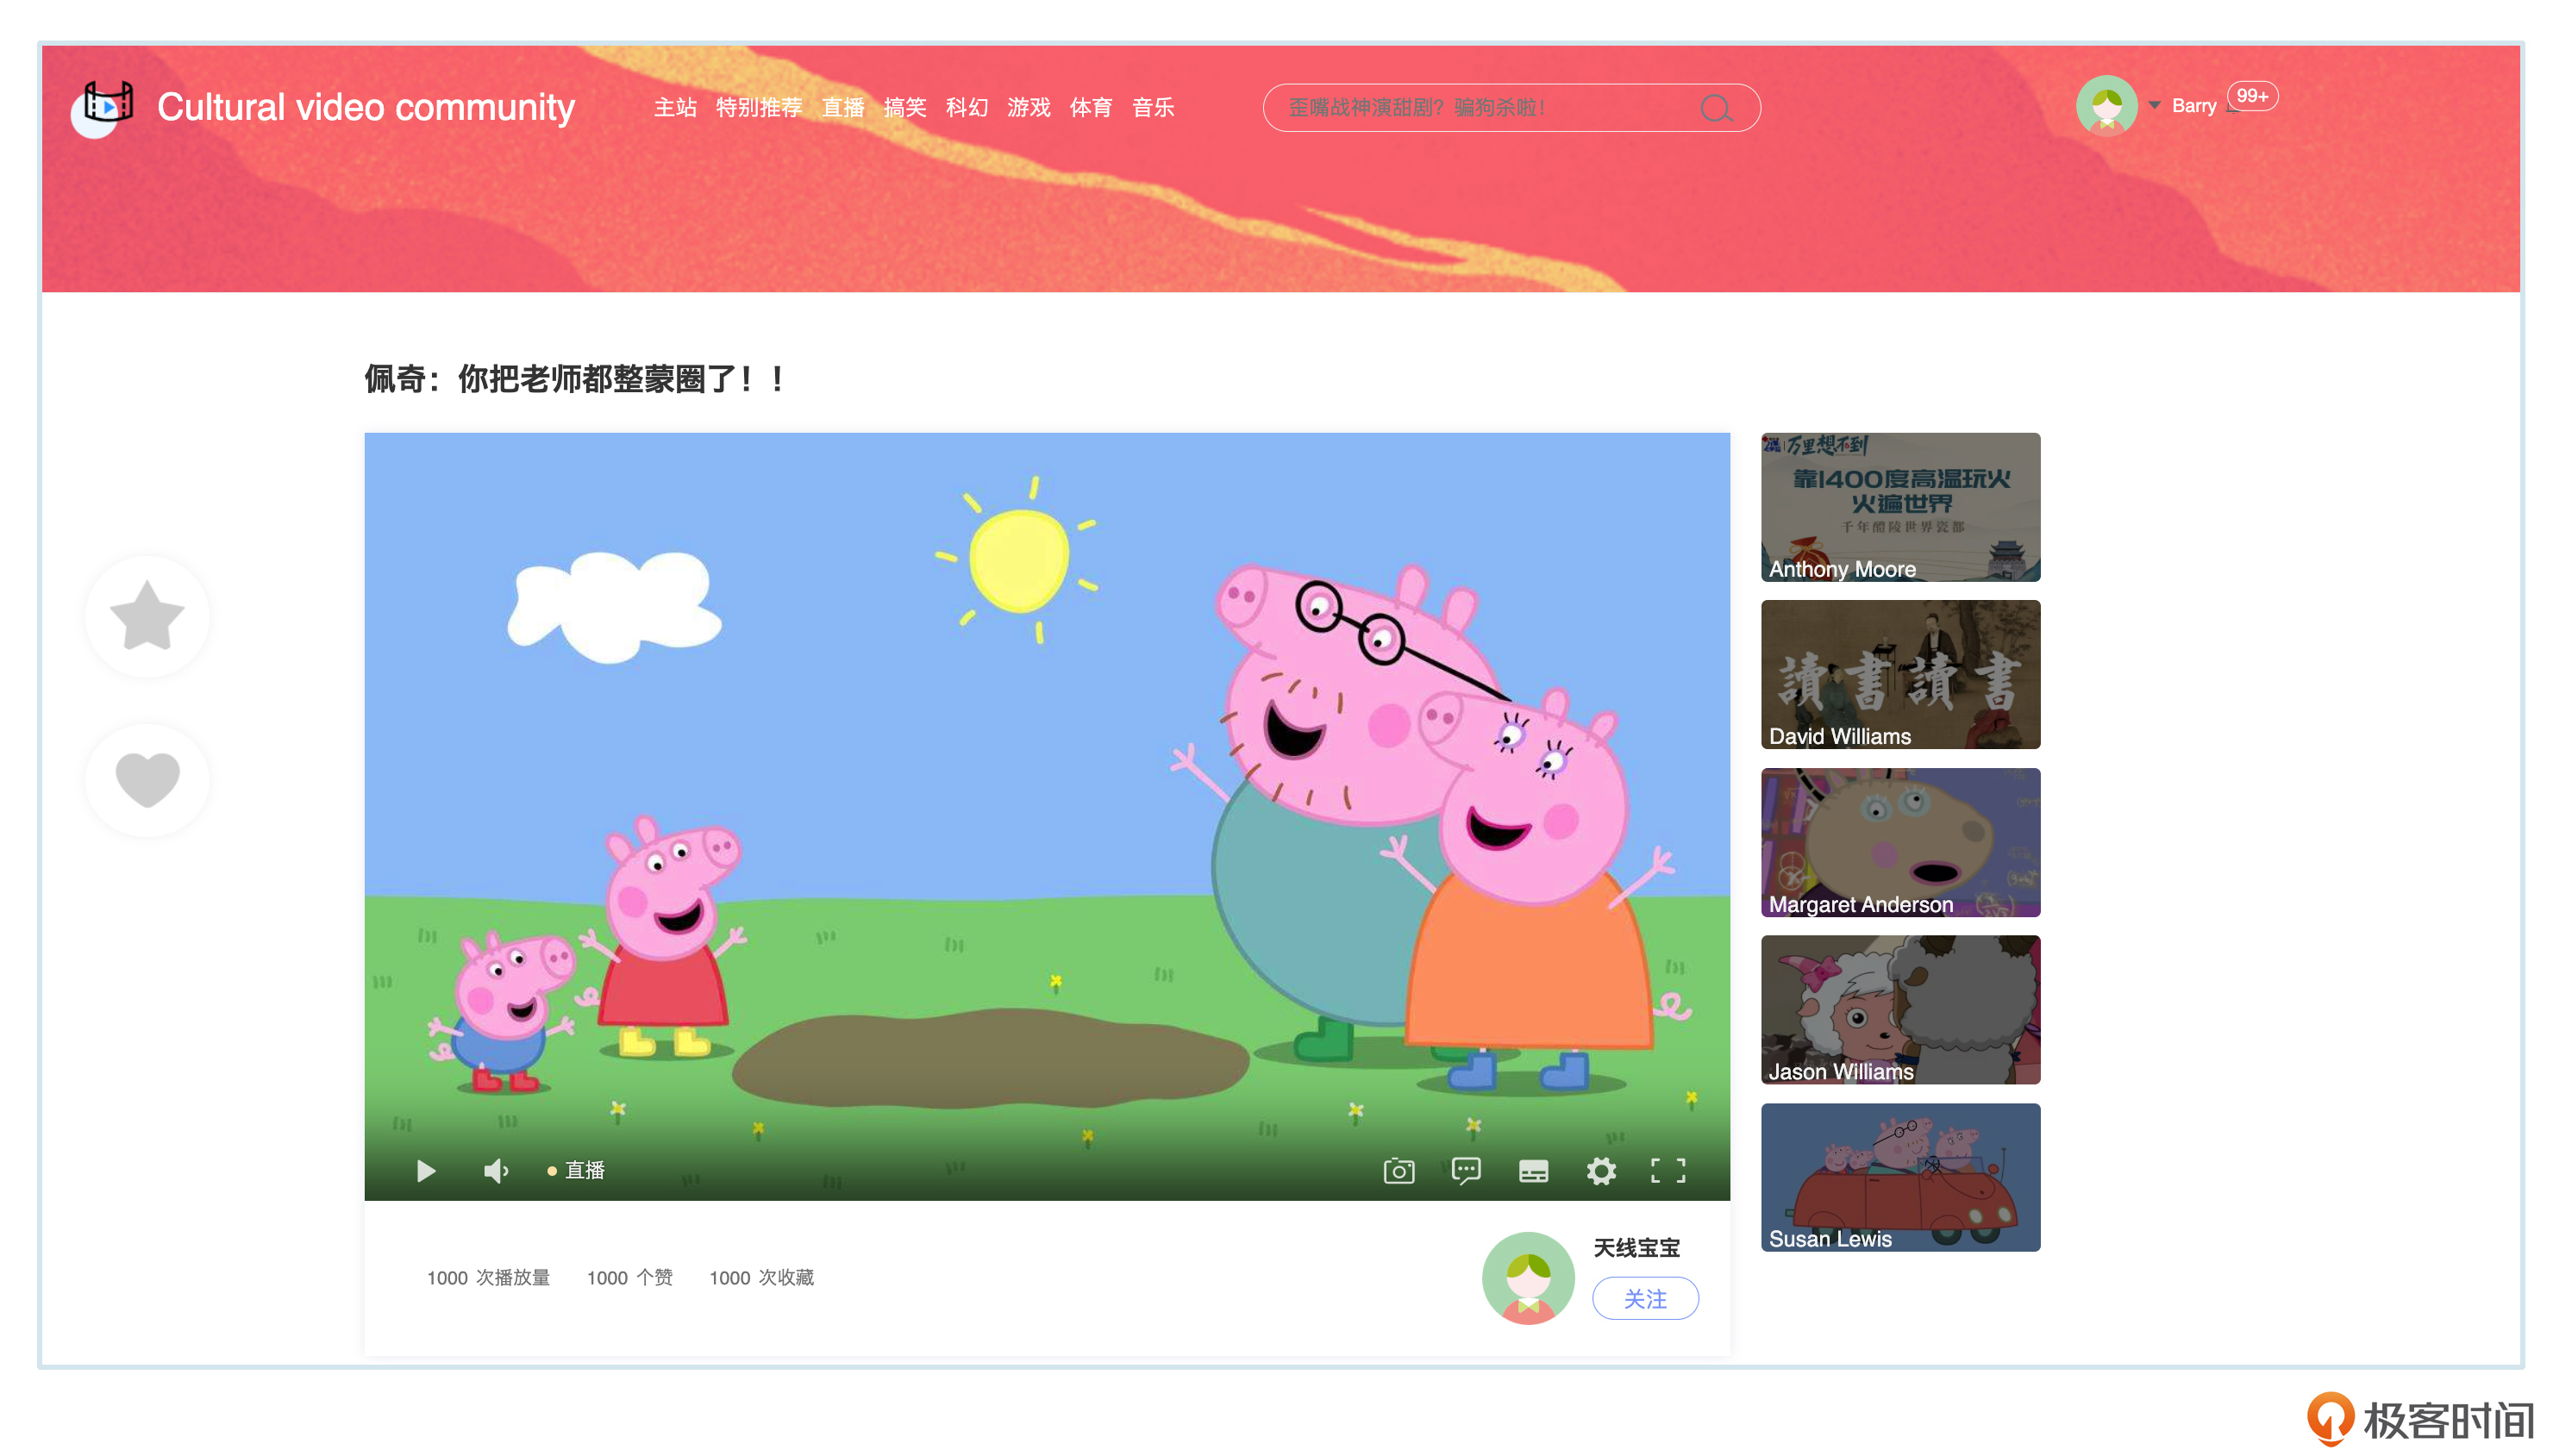 Cultural video community
主站 特别推荐 直播 搞笑 科幻 游戏 体育 音乐
歪嘴战神演甜剧？骗狗杀啦！
Barry
99+
佩奇：你把老师都整蒙圈了！！
万里想不到
靠1400度高温玩火
火遍世界
千年醴陵世界瓷都
Anthony Moore
讀書讀書
David Williams
Margaret Anderson
Jason Williams
Susan Lewis
直播
1000 次播放量 1000 个赞 1000 次收藏
天线宝宝
关注
极客时间